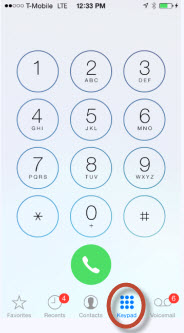 T-Mobile LTE 12:33 PM
1 2 3
ABC DEF
4 5 6
GHI JKL MNO
7 8 9
PQRS TUV WXYZ
* 0 #
+
4 6
Favorites Recents Contacts Keypad Voicemail